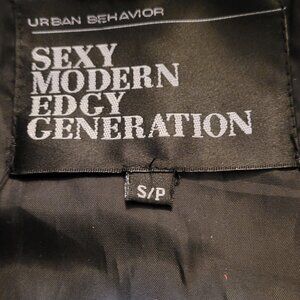 URBAN BEHAVIOR
SEXY
MODERN
EDGY
GENERATION
S/P